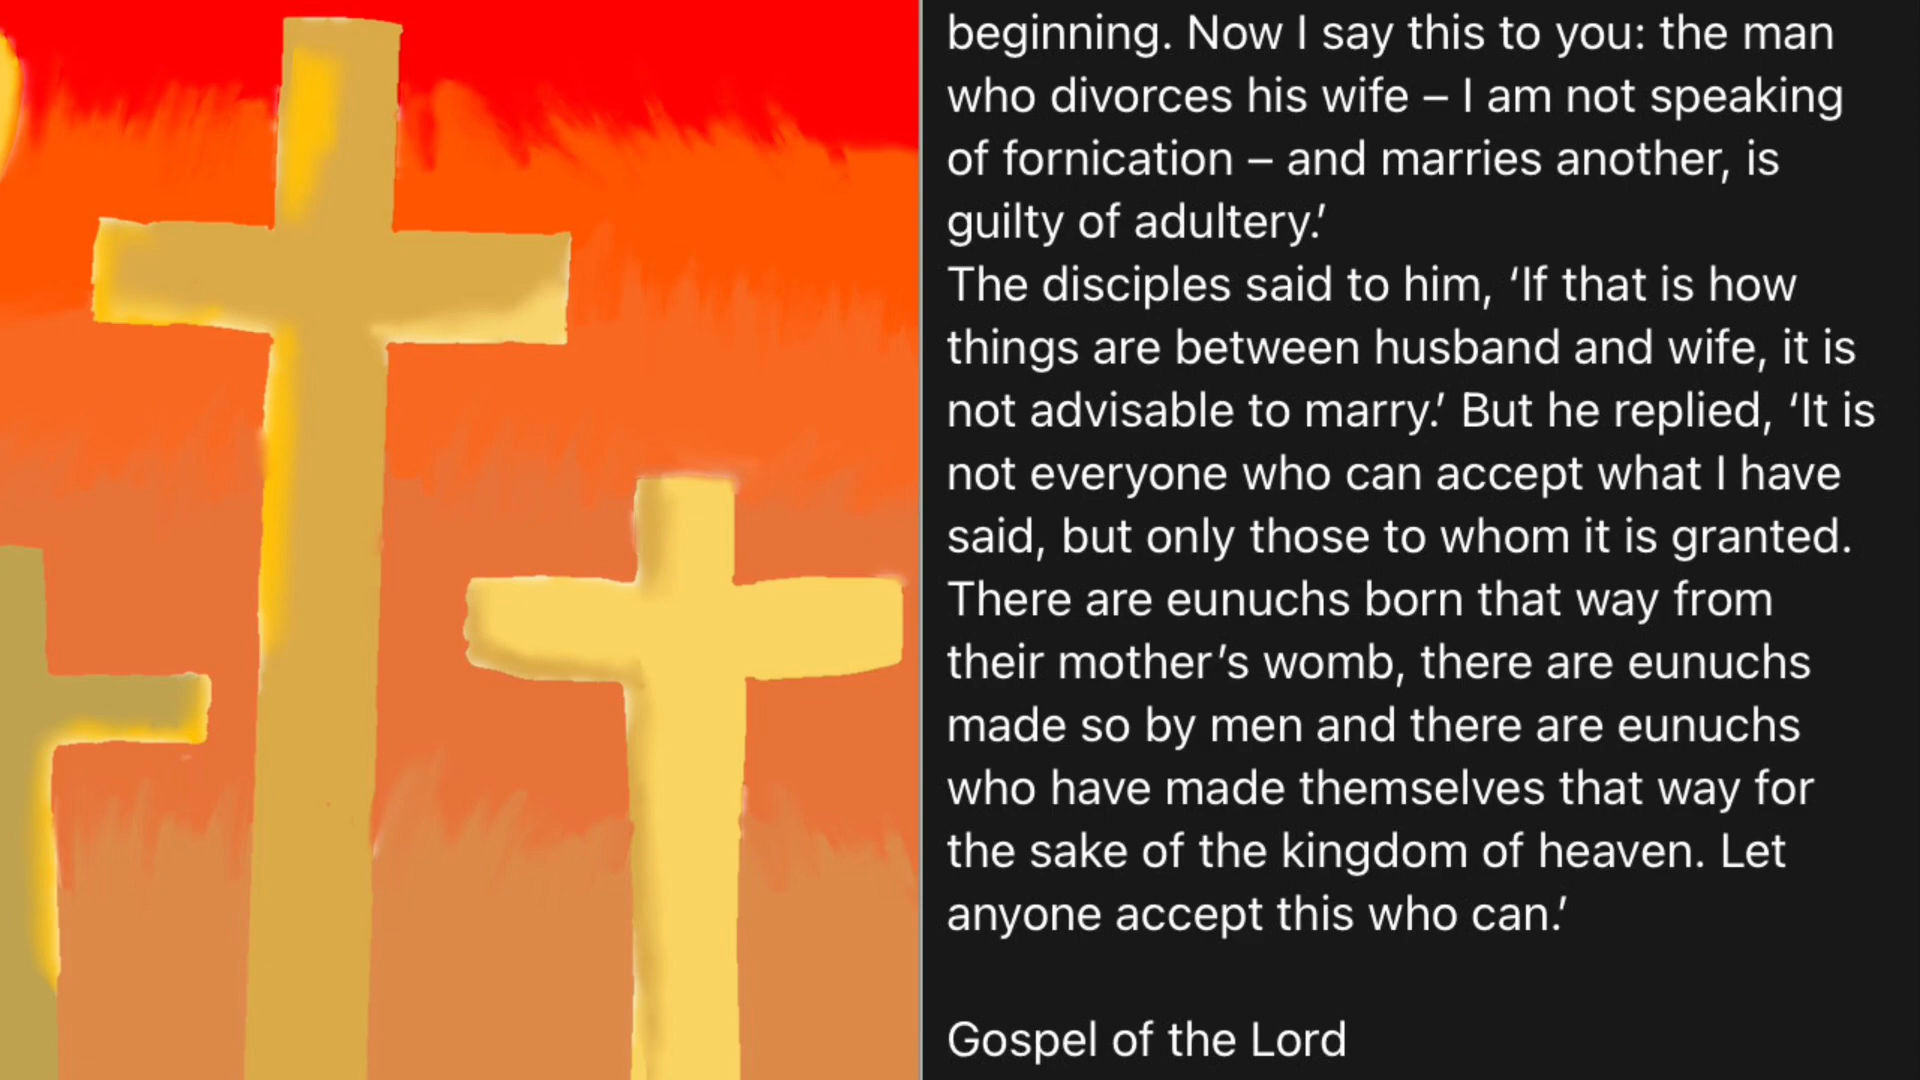 beginning. Now I say this to you: the man
who divorces his wife – I am not speaking
of fornication – and marries another, is
guilty of adultery.’
The disciples said to him, ‘If that is how
things are between husband and wife, it is
not advisable to marry.’ But he replied, ‘It is
not everyone who can accept what I have
said, but only those to whom it is granted.
There are eunuchs born that way from
their mother’s womb, there are eunuchs
made so by men and there are eunuchs
who have made themselves that way for
the sake of the kingdom of heaven. Let
anyone accept this who can.’
Gospel of the Lord